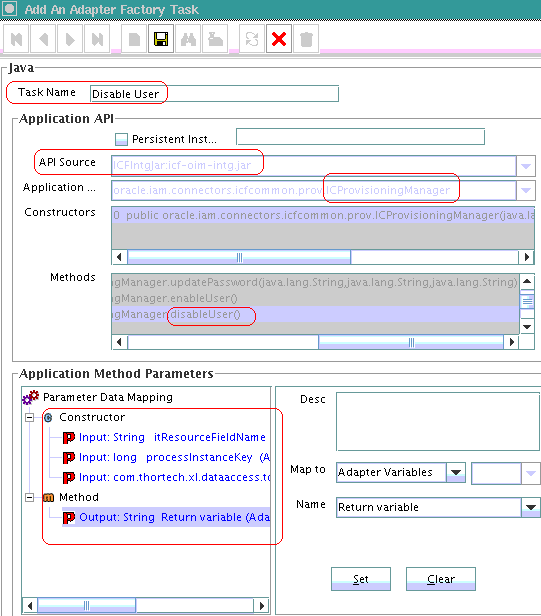 Add An Adapter Factory Task
Java
Task Name Disable User
Application API
Persistent Inst...
API Source ICFIntgJar:icf-oim-intg.jar
Application ... oracle.iam.connectors.icfcommon.prov.ICProvisioningManager
Constructors 0 public oracle.iam.connectors.icfcommon.prov.ICProvisioningManager(java.la
Methods ngManager.updatePassword(java.lang.String,java.lang.String,java.lang.String)
ngManager.enableUser()
ngManager.disableUser()
Application Method Parameters
Parameter Data Mapping
Constructor
Input: String itResourceFieldName
Input: long processInstanceKey (A
Input: com.thortech.xl.dataaccess.tc
Method
Output: String Return variable (Ada
Desc
Map to Adapter Variables
Name Return variable
Set Clear